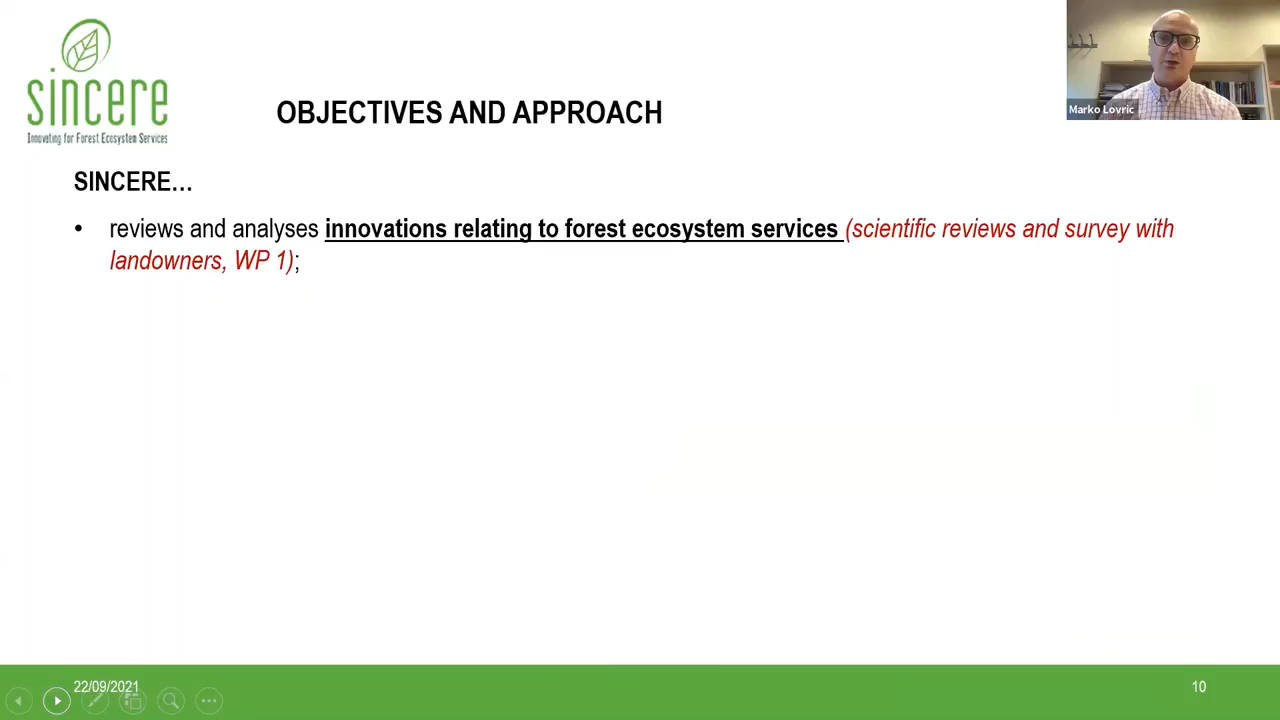 sincere
Innovating for Forest Ecosystem Services
OBJECTIVES AND APPROACH
Marko Lovric
SINCERE…
• reviews and analyses innovations relating to forest ecosystem services (scientific reviews and survey with
landowners, WP 1);
22/09/2021
10